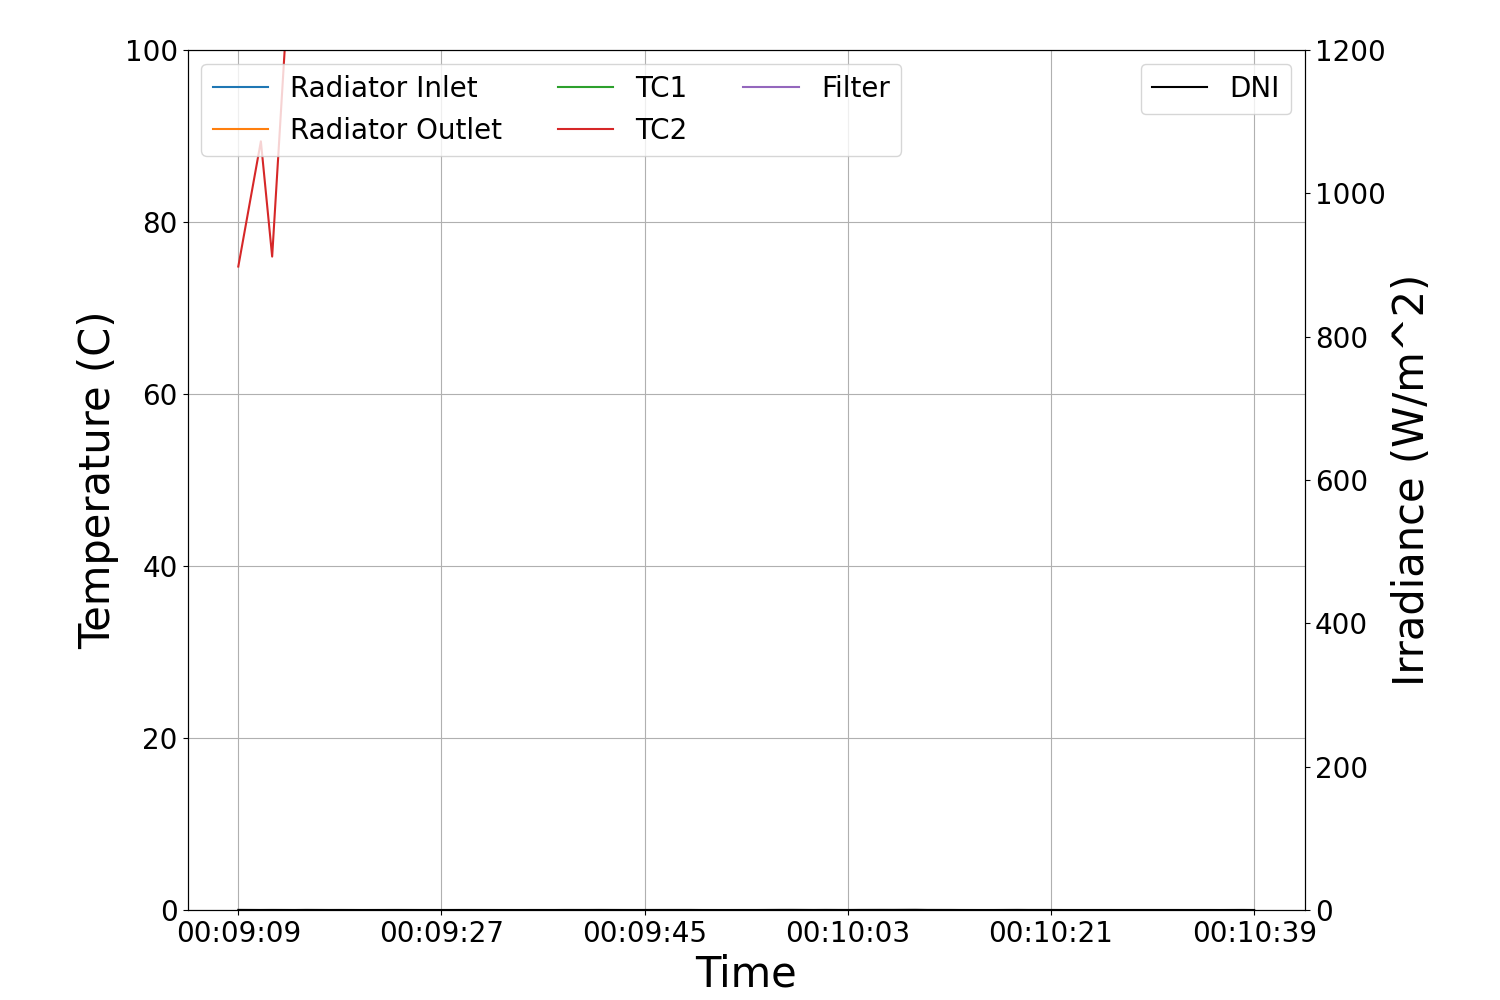 Radiator Inlet
Radiator Outlet
TC1
TC2
Filter
DNI
Temperature (C)
100
80
60
40
20
0
1200
1000
800
600
400
200
0
Irradiance (W/m^2)
00:09:09 00:09:27 00:09:45 00:10:03 00:10:21 00:10:39
Time